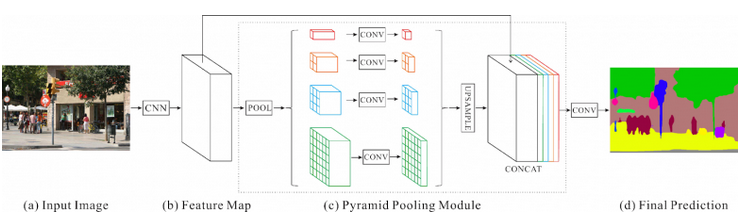 CNN
POOL
CONV
CONV
CONV
CONV
UPSAMPLE
CONCAT
CONV
(a) Input Image
(b) Feature Map
(c) Pyramid Pooling Module
(d) Final Prediction